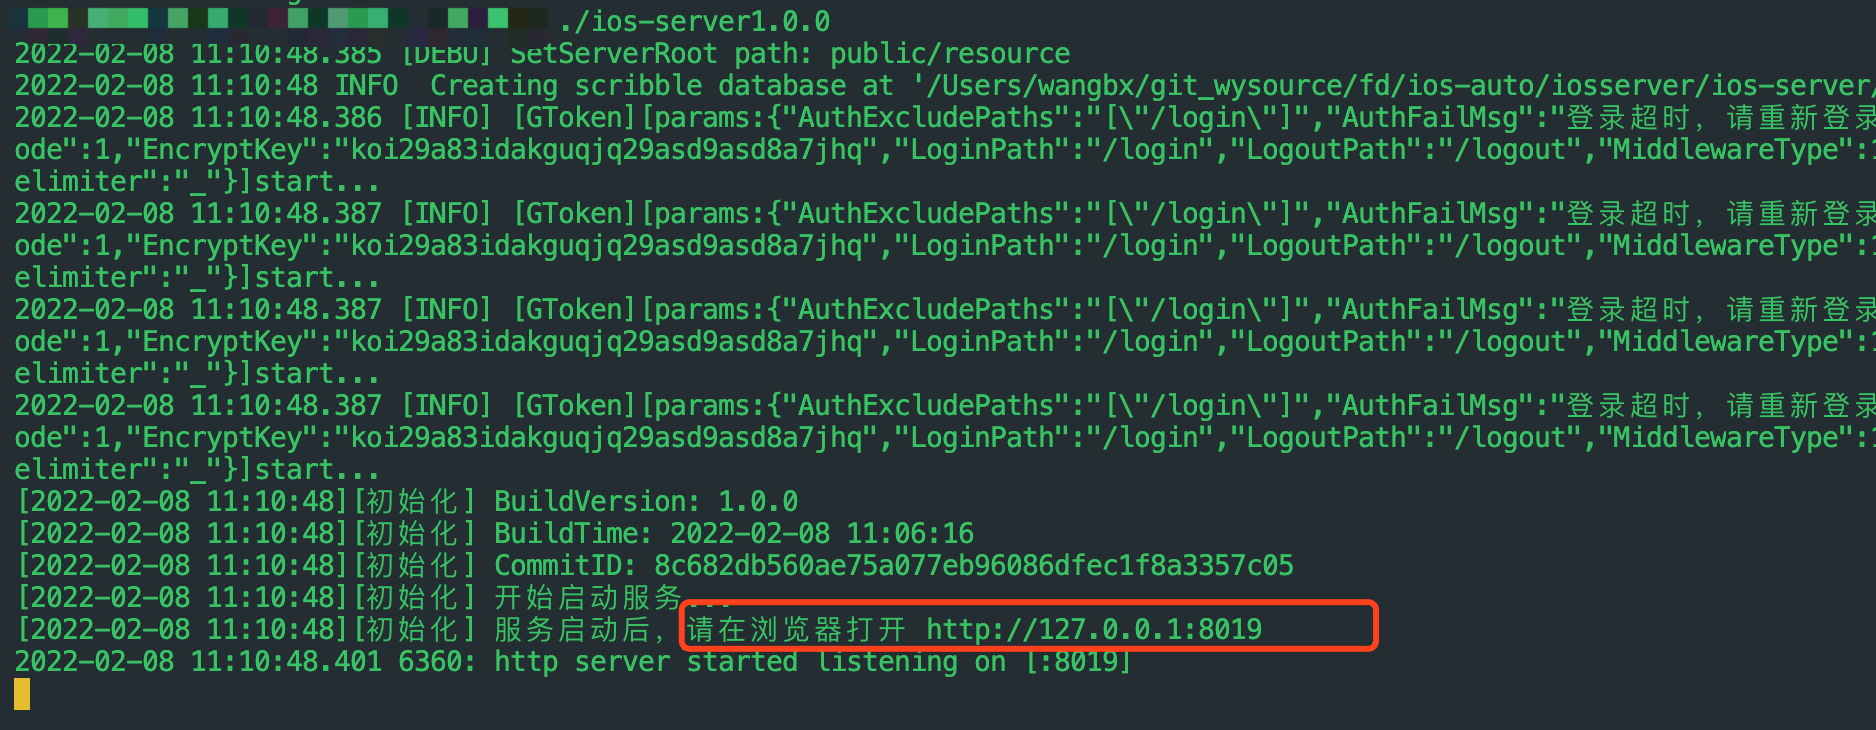 ./ios-server1.0.0
2022-02-08 11:10:48.385 [DEBU] SetServerRoot path: public/resource
2022-02-08 11:10:48 INFO  Creating scribble database at '/Users/wangbx/git_wysource/fd/ios-auto/iosserver/ios-server/
2022-02-08 11:10:48.386 [INFO] [GToken][params:{"AuthExcludePaths":"[\"/login\"]","AuthFailMsg":"登录超时，请重新登录
ode":1,"EncryptKey":"koi29a83idakguqjq29asd9asd8a7jhq","LoginPath":"/login","LogoutPath":"/logout","MiddlewareType":1
elimiter":"_"}]start...
2022-02-08 11:10:48.387 [INFO] [GToken][params:{"AuthExcludePaths":"[\"/login\"]","AuthFailMsg":"登录超时，请重新登录
ode":1,"EncryptKey":"koi29a83idakguqjq29asd9asd8a7jhq","LoginPath":"/login","LogoutPath":"/logout","MiddlewareType":1
elimiter":"_"}]start...
2022-02-08 11:10:48.387 [INFO] [GToken][params:{"AuthExcludePaths":"[\"/login\"]","AuthFailMsg":"登录超时，请重新登录
ode":1,"EncryptKey":"koi29a83idakguqjq29asd9asd8a7jhq","LoginPath":"/login","LogoutPath":"/logout","MiddlewareType":1
elimiter":"_"}]start...
2022-02-08 11:10:48.387 [INFO] [GToken][params:{"AuthExcludePaths":"[\"/login\"]","AuthFailMsg":"登录超时，请重新登录
ode":1,"EncryptKey":"koi29a83idakguqjq29asd9asd8a7jhq","LoginPath":"/login","LogoutPath":"/logout","MiddlewareType":1
elimiter":"_"}]start...
[2022-02-08 11:10:48][初始化] BuildVersion: 1.0.0
[2022-02-08 11:10:48][初始化] BuildTime: 2022-02-08 11:06:16
[2022-02-08 11:10:48][初始化] CommitID: 8c682db560ae75a077eb96086dfec1f8a3357c05
[2022-02-08 11:10:48][初始化] 开始启动服务...
[2022-02-08 11:10:48][初始化] 服务启动后，请在浏览器打开 http://127.0.0.1:8019
2022-02-08 11:10:48.401 6360: http server started listening on [:8019]